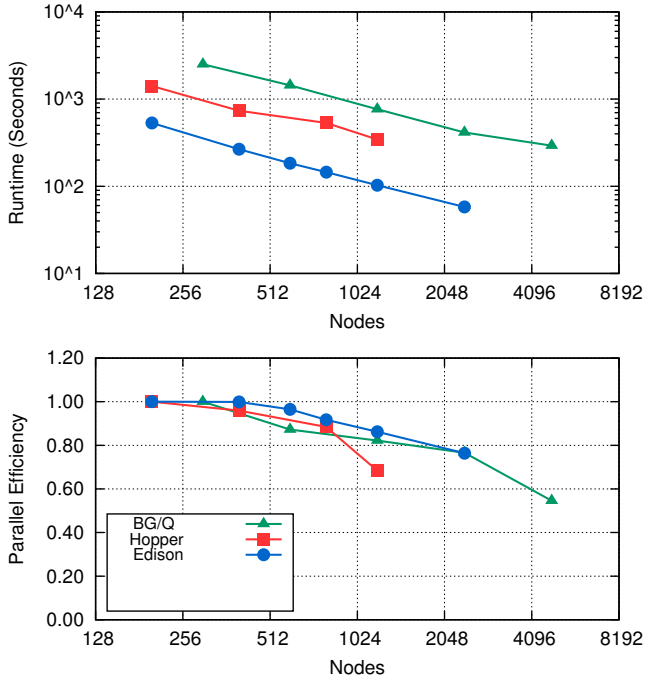 10^4
10^3
10^2
10^1
Runtime (Seconds)
128 256 512 1024 2048 4096 8192
Nodes
1.20
1.00
0.80
0.60
0.40
0.20
0.00
Parallel Efficiency
BG/Q
Hopper
Edison
128 256 512 1024 2048 4096 8192
Nodes